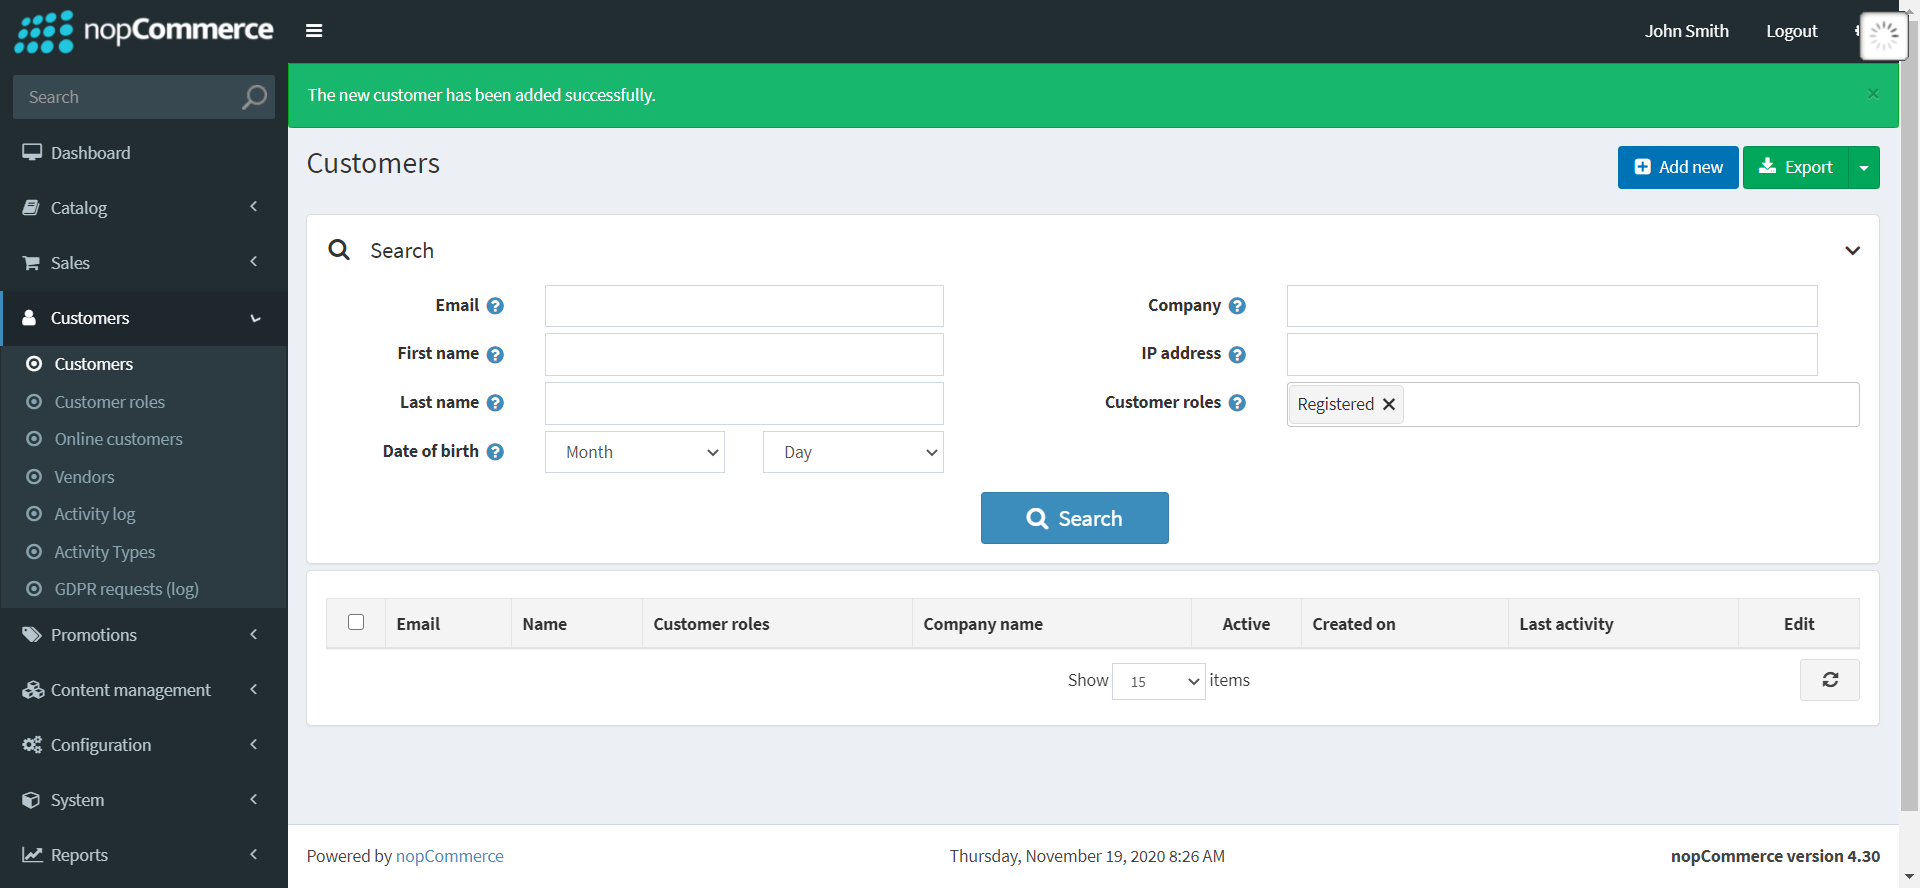 nopCommerce
John Smith
Logout
Search
The new customer has been added successfully.
×
Dashboard
Catalog
Sales
Customers
Customers
Customer roles
Online customers
Vendors
Activity log
Activity Types
GDPR requests (log)
Promotions
Content management
Configuration
System
Reports
Customers
Add new
Export
Search
Email
Company
First name
IP address
Last name
Customer roles
Registered
Date of birth
Month
Day
Search
Email Name Customer roles Company name Active Created on Last activity Edit
Show 15 items
Powered by nopCommerce
Thursday, November 19, 2020 8:26 AM
nopCommerce version 4.30